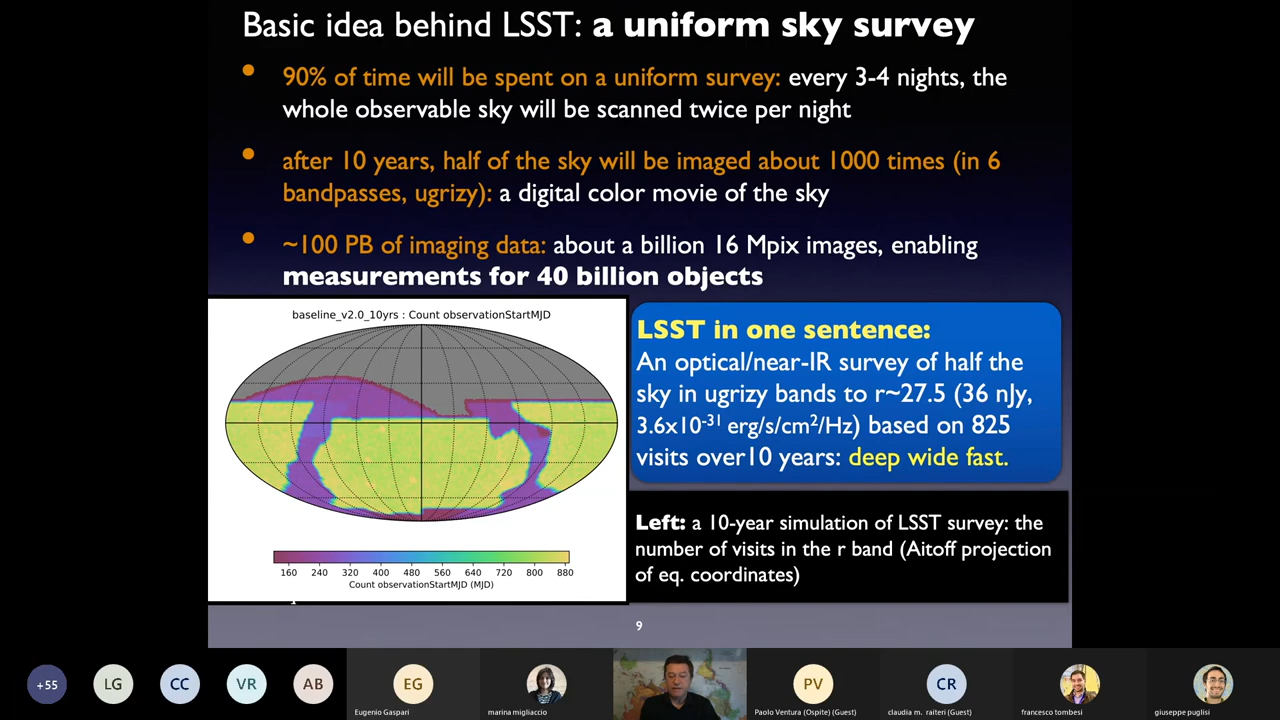 Basic idea behind LSST: a uniform sky survey
• 90% of time will be spent on a uniform survey: every 3-4 nights, the
whole observable sky will be scanned twice per night
• after 10 years, half of the sky will be imaged about 1000 times (in 6
bandpasses, ugrizy): a digital color movie of the sky
• ~100 PB of imaging data: about a billion 16 Mpix images, enabling
measurements for 40 billion objects
baseline_v2.0_10yrs : Count observationStartMJD
160 240 320 400 480 560 640 720 800 880
Count observationStartMJD (MJD)
LSST in one sentence:
An optical/near-IR survey of half the
sky in ugrizy bands to r~27.5 (36 nJy,
3.6x10⁻³¹ erg/s/cm²/Hz) based on 825
visits over10 years: deep wide fast.
Left: a 10-year simulation of LSST survey: the
number of visits in the r band (Aitoff projection
of eq. coordinates)
9
+55 LG CC VR AB EG PV CR
Eugenio Gaspari marina migliaccio Paolo Ventura (Ospite) (Guest) claudia m. raiteri (Guest) francesco tombesi giuseppe puglisi